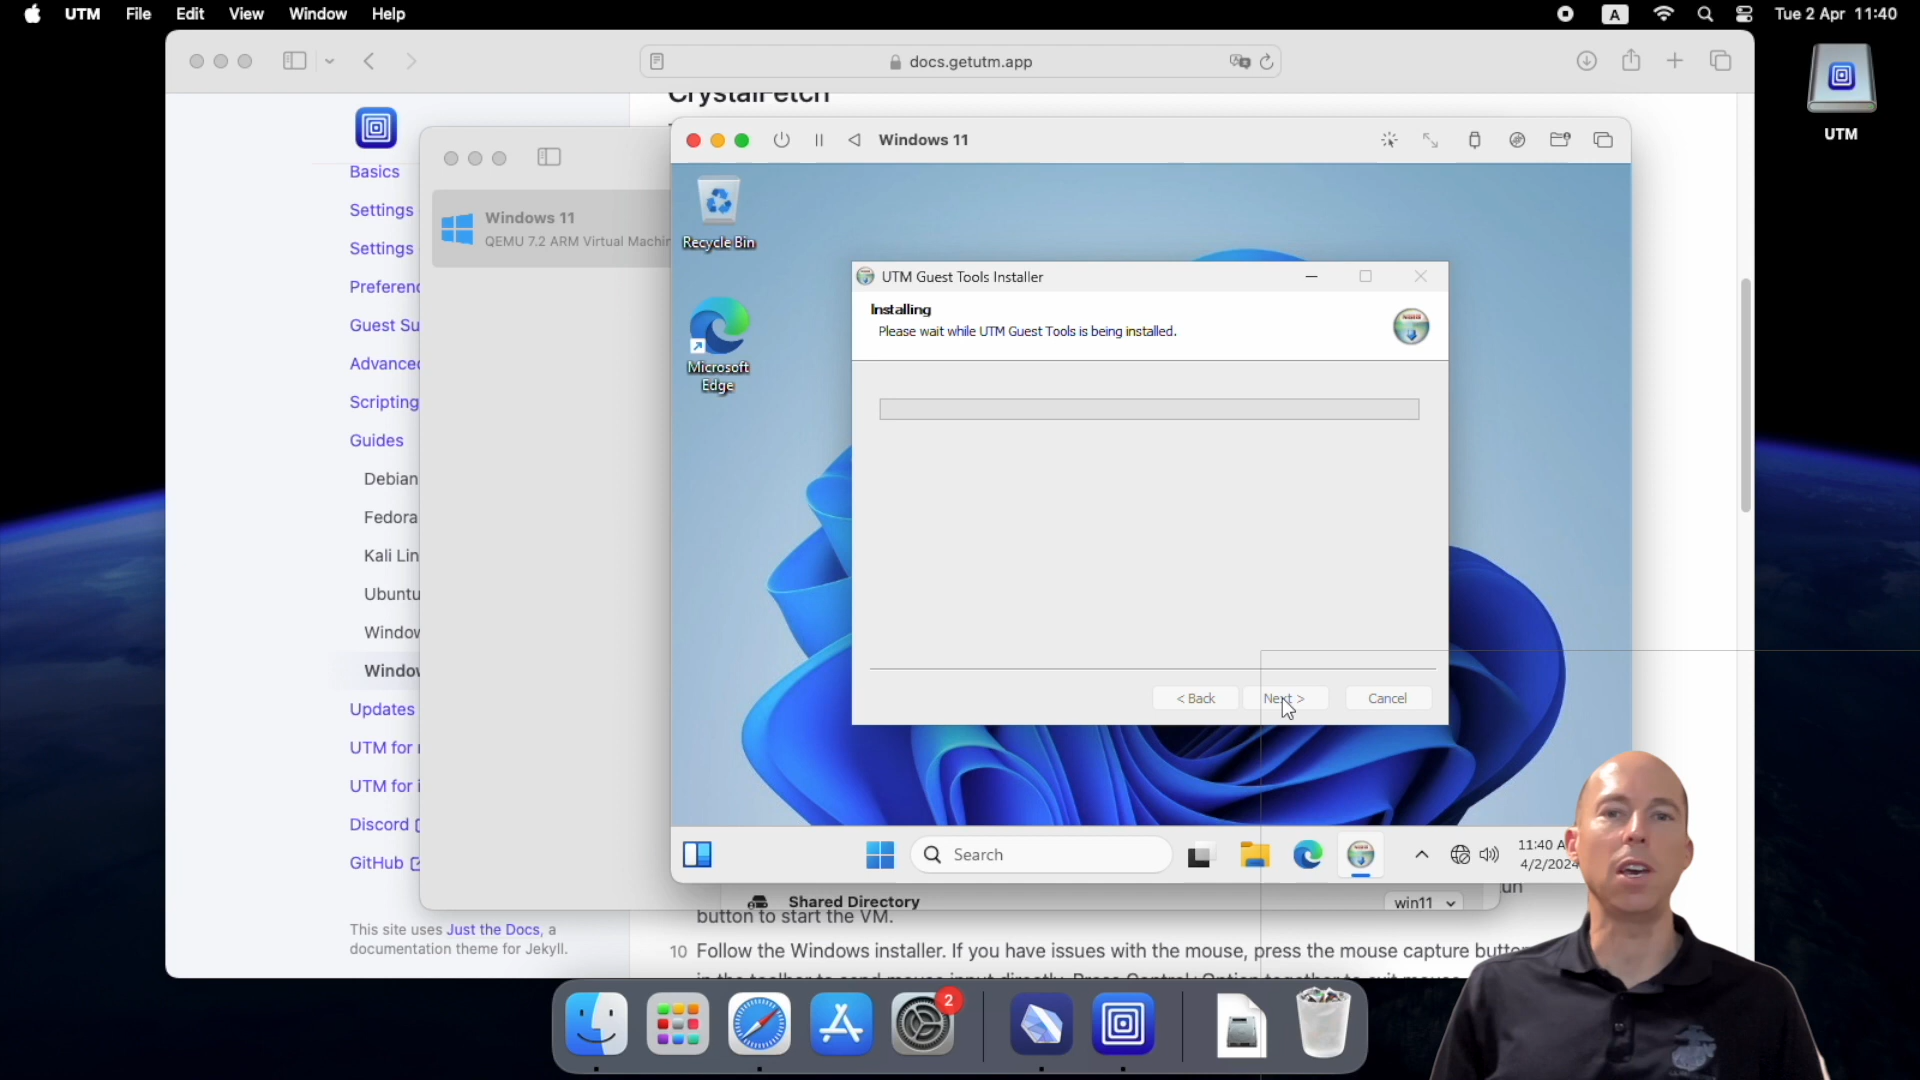 UTM File Edit View Window Help
A
Tue 2 Apr 11:40
docs.getutm.app
UTM
CrystalFetch
Windows 11
Basics
Settings
Settings
Guest Su
Scripting
Guides
Debian
Fedora
Kali Lin
Ubuntu
Updates
UTM for
UTM for i
Discord
GitHub
This site uses Just the Docs, a
documentation theme for Jekyll.
Windows 11
QEMU 7.2 ARM Virtual Machin
Recycle Bin
Microsoft
Edge
UTM Guest Tools Installer
Installing
Please wait while UTM Guest Tools is being installed.
< Back
Next >
Cancel
Search
11:40 A
4/2/2024
Shared Directory
win11
button to start the VM.
10 Follow the Windows installer. If you have issues with the mouse, press the mouse capture
2